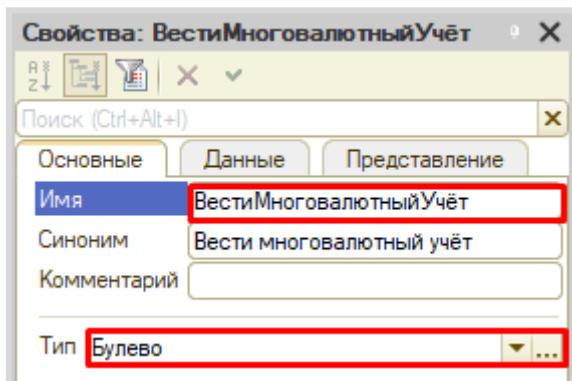 Свойства: ВестиМноговалютныйУчёт
Поиск (Ctrl+Alt+I)
Основные Данные Представление
Имя ВестиМноговалютныйУчёт
Синоним Вести многовалютный учёт
Комментарий
Тип Булево ...